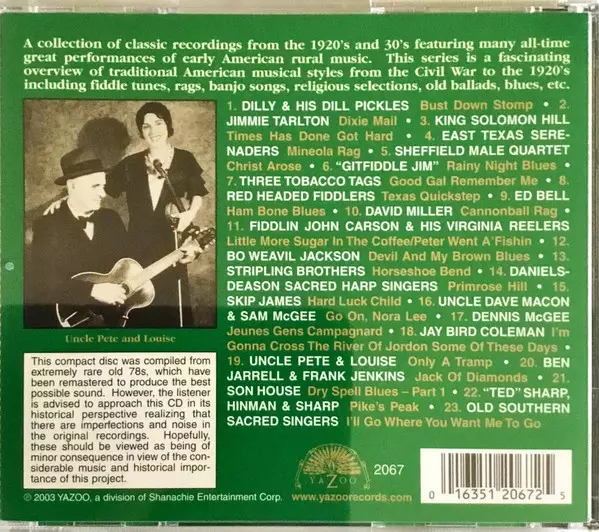 A collection of classic recordings from the 1920's and 30's featuring many all-time
great performances of early American rural music. This series is a fascinating
overview of traditional American musical styles from the Civil War to the 1920's
including fiddle tunes, rags, banjo songs, religious selections, old ballads, blues, etc.
1. DILLY & HIS DILL PICKLES Bust Down Stomp • 2.
JIMMIE TARLTON Dixie Mail • 3. KING SOLOMON HILL
Times Has Done Got Hard • 4. EAST TEXAS SERE-
NADERS Mineola Rag • 5. SHEFFIELD MALE QUARTET
Christ Arose • 6. "GITFIDDLE JIM" Rainy Night Blues •
7. THREE TOBACCO TAGS Good Gal Remember Me • 8.
RED HEADED FIDDLERS Texas Quickstep • 9. ED BELL
Ham Bone Blues • 10. DAVID MILLER Cannonball Rag •
11. FIDDLIN JOHN CARSON & HIS VIRGINIA REELERS
Little More Sugar In The Coffee/Peter Went A'Fishin • 12.
BO WEAVIL JACKSON Devil And My Brown Blues • 13.
STRIPLING BROTHERS Horseshoe Bend • 14. DANIELS-
DEASON SACRED HARP SINGERS Primrose Hill • 15.
SKIP JAMES Hard Luck Child • 16. UNCLE DAVE MACON
& SAM McGEE Go On, Nora Lee • 17. DENNIS McGEE
Jeunes Gens Campagnard • 18. JAY BIRD COLEMAN I'm
Gonna Cross The River Of Jordon Some Of These Days •
19. UNCLE PETE & LOUISE Only A Tramp • 20. BEN
JARRELL & FRANK JENKINS Jack Of Diamonds • 21.
SON HOUSE Dry Spell Blues – Part 1 • 22. "TED" SHARP,
HINMAN & SHARP Pike's Peak • 23. OLD SOUTHERN
SACRED SINGERS I'll Go Where You Want Me To Go
Uncle Pete and Louise
This compact disc was compiled from
extremely rare old 78s, which have
been remastered to produce the best
possible sound. However, the listener
is advised to approach this CD in its
historical perspective realizing that
there are imperfections and noise in
the original recordings. Hopefully,
these should be viewed as being of
minor consequence in view of the con-
siderable music and historical impor-
tance of this project.
℗ 2003 YAZOO, a division of Shanachie Entertainment Corp.
YAZOO
www.yazoorecords.com
2067
0 16351 20672 5